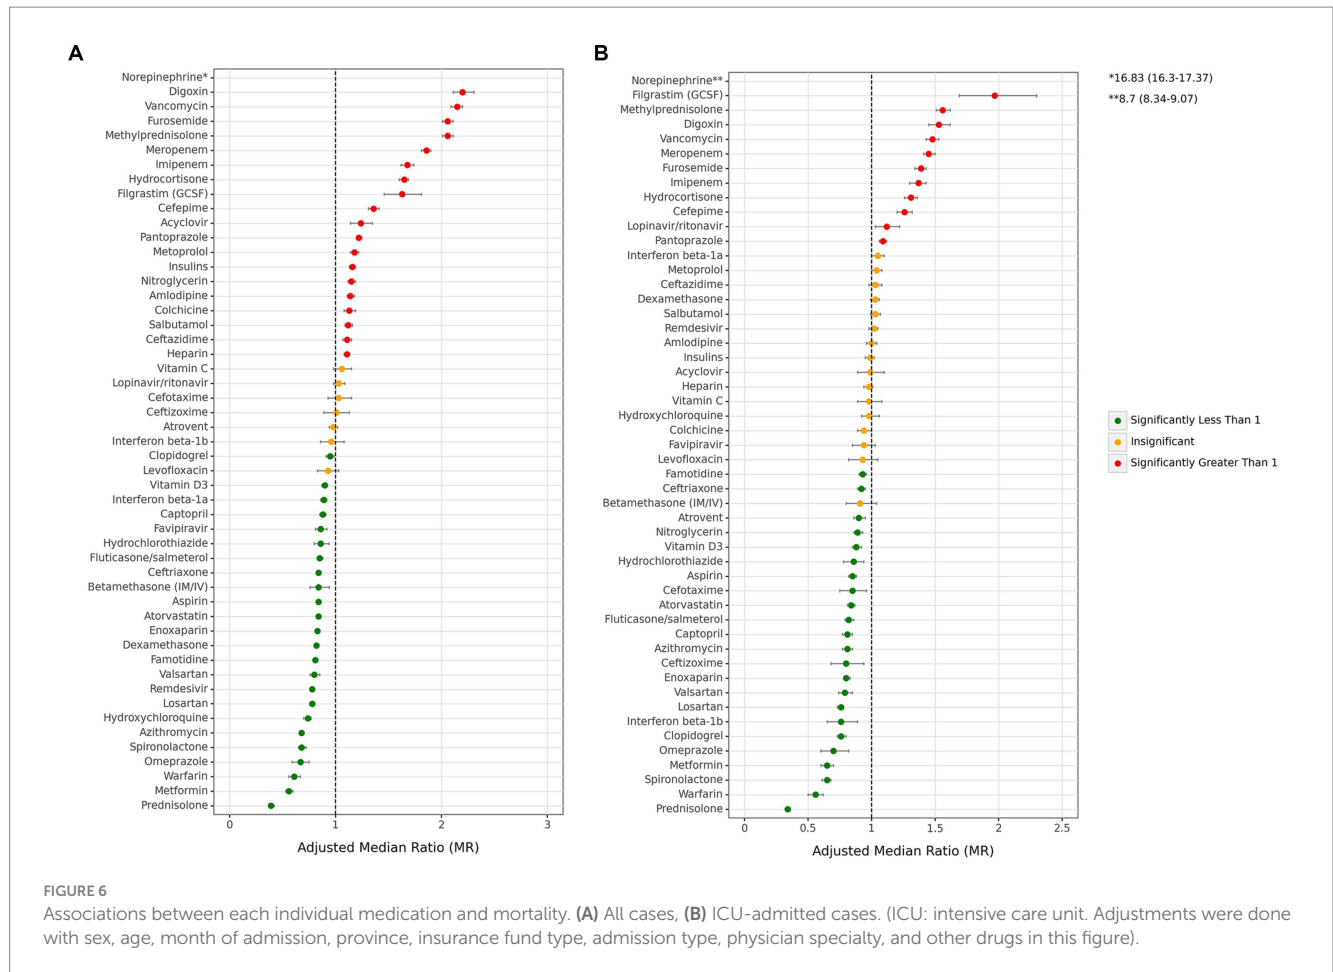 A
Norepinephrine*
Digoxin
Vancomycin
Furosemide
Methylprednisolone
Meropenem
Imipenem
Hydrocortisone
Filgrastim (GCSF)
Cefepime
Acyclovir
Pantoprazole
Metoprolol
Insulins
Nitroglycerin
Amlodipine
Colchicine
Salbutamol
Ceftazidime
Heparin
Vitamin C
Lopinavir/ritonavir
Cefotaxime
Ceftizoxime
Atrovent
Interferon beta-1b
Clopidogrel
Levofloxacin
Vitamin D3
Interferon beta-1a
Captopril
Favipiravir
Hydrochlorothiazide
Fluticasone/salmeterol
Ceftriaxone
Betamethasone (IM/IV)
Aspirin
Atorvastatin
Enoxaparin
Dexamethasone
Famotidine
Valsartan
Remdesivir
Losartan
Hydroxychloroquine
Azithromycin
Spironolactone
Omeprazole
Warfarin
Metformin
Prednisolone
0 1 2 3
Adjusted Median Ratio (MR)
B
Norepinephrine**
Filgrastim (GCSF)
Methylprednisolone
Digoxin
Vancomycin
Meropenem
Furosemide
Imipenem
Hydrocortisone
Cefepime
Lopinavir/ritonavir
Pantoprazole
Interferon beta-1a
Metoprolol
Ceftazidime
Dexamethasone
Salbutamol
Remdesivir
Amlodipine
Insulins
Acyclovir
Heparin
Vitamin C
Hydroxychloroquine
Colchicine
Favipiravir
Levofloxacin
Famotidine
Ceftriaxone
Betamethasone (IM/IV)
Atrovent
Nitroglycerin
Vitamin D3
Hydrochlorothiazide
Aspirin
Cefotaxime
Atorvastatin
Fluticasone/salmeterol
Captopril
Azithromycin
Ceftizoxime
Enoxaparin
Valsartan
Losartan
Interferon beta-1b
Clopidogrel
Omeprazole
Metformin
Spironolactone
Warfarin
Prednisolone
0 0.5 1 1.5 2 2.5
Adjusted Median Ratio (MR)
*16.83 (16.3-17.37)
**8.7 (8.34-9.07)
Significantly Less Than 1
Insignificant
Significantly Greater Than 1
FIGURE 6
Associations between each individual medication and mortality. (A) All cases, (B) ICU-admitted cases. (ICU: intensive care unit. Adjustments were done
with sex, age, month of admission, province, insurance fund type, admission type, physician specialty, and other drugs in this figure).